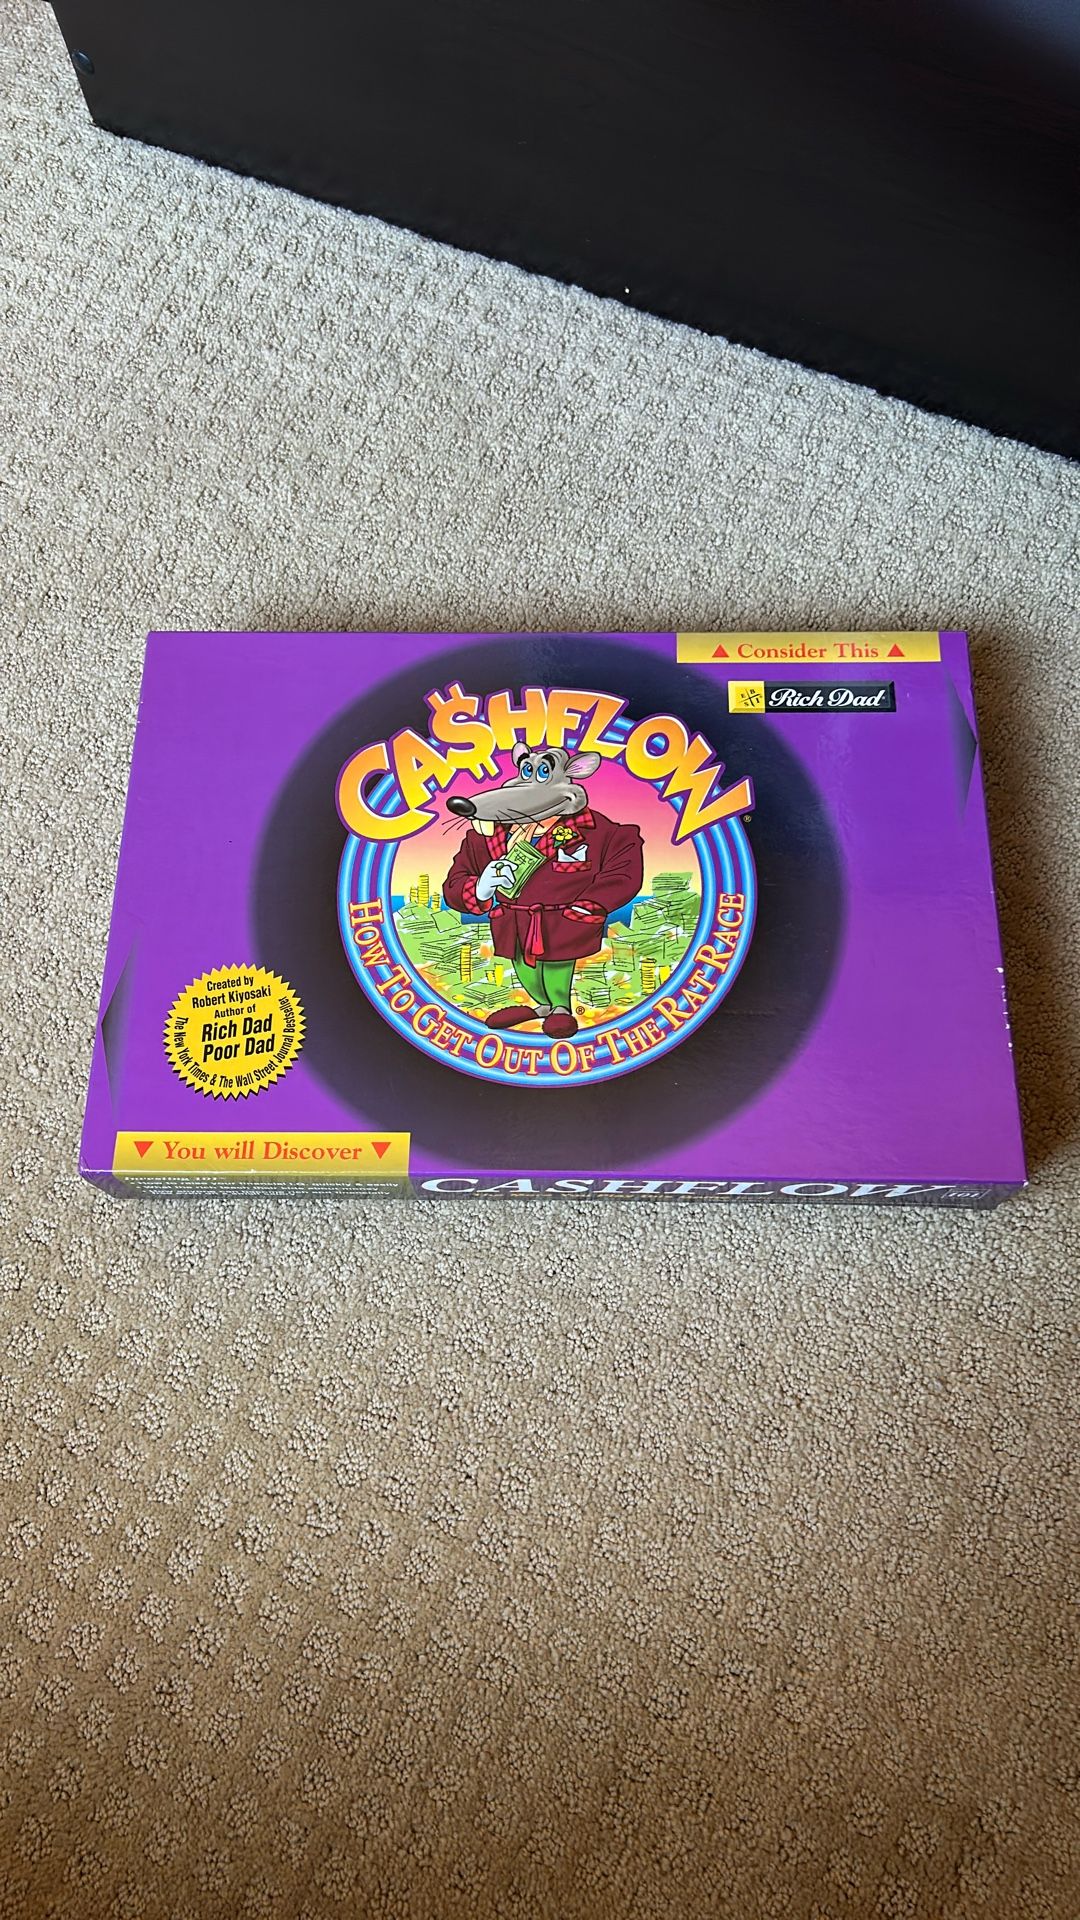 ▲ Consider This ▲
E B
S I
Rich Dad
CA$HFLOW®
HOW TO GET OUT OF THE RAT RACE
®
Created by
Robert Kiyosaki
Author of
Rich Dad
Poor Dad
The New York Times & The Wall Street Journal Bestseller
▼ You will Discover ▼
CASHFLOW 101